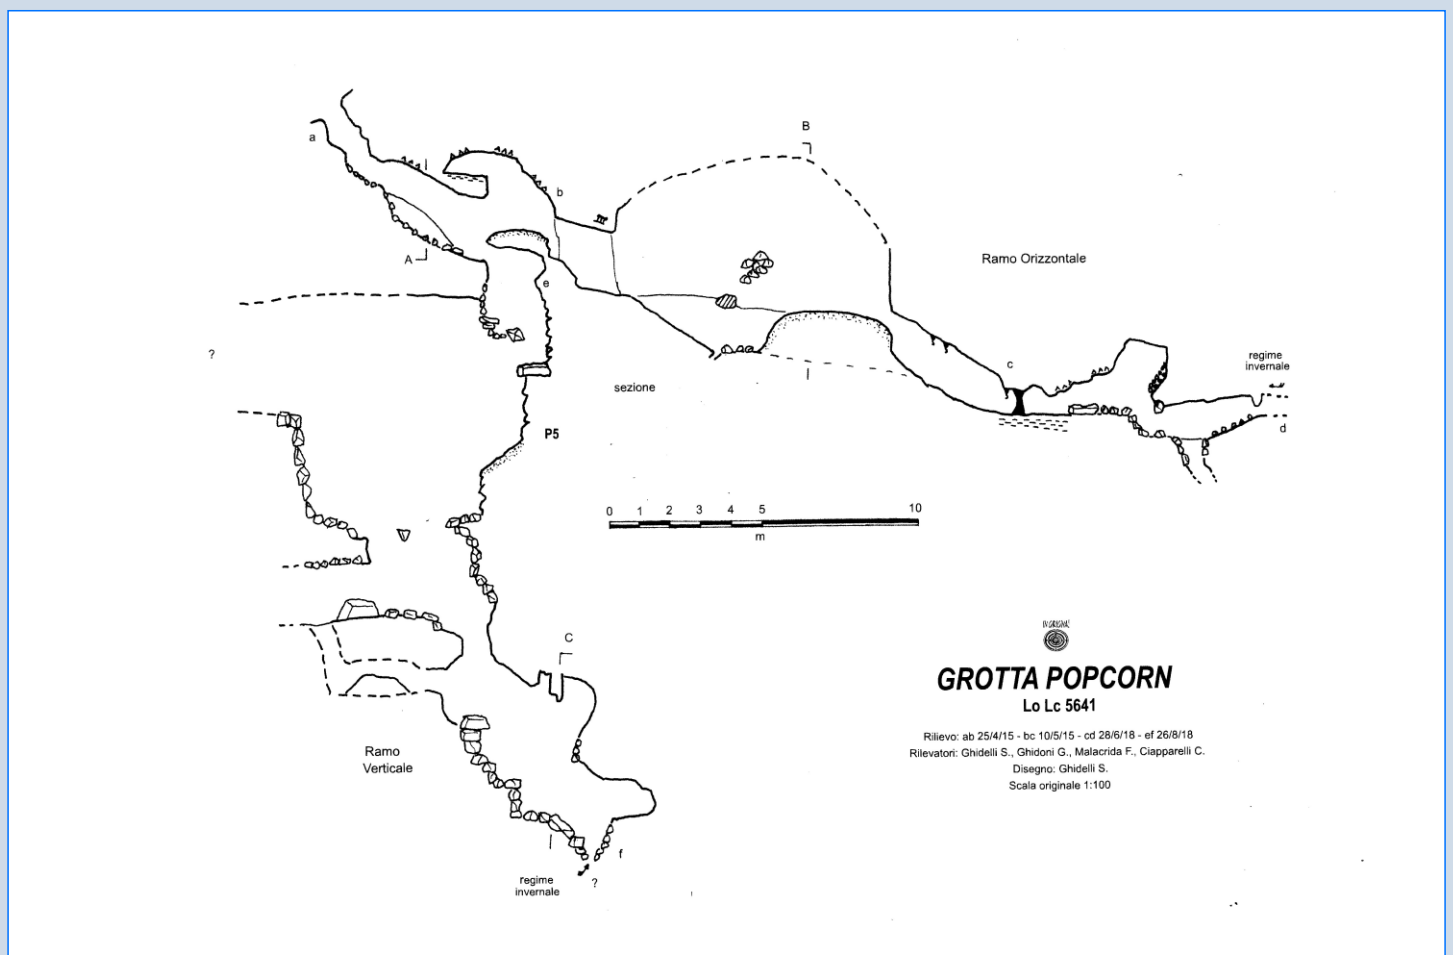 B
a
b
A
Ramo Orizzontale
e
?
regime
invernale
c
sezione
d
P5
0 1 2 3 4 5 10
m
C
IN GRIGNA!
GROTTA POPCORN
Lo Lc 5641
Rilievo: ab 25/4/15 - bc 10/5/15 - cd 28/6/18 - ef 26/8/18
Rilevatori: Ghidelli S., Ghidoni G., Malacrida F., Ciapparelli C.
Disegno: Ghidelli S.
Scala originale 1:100
Ramo
Verticale
f
regime
invernale
?